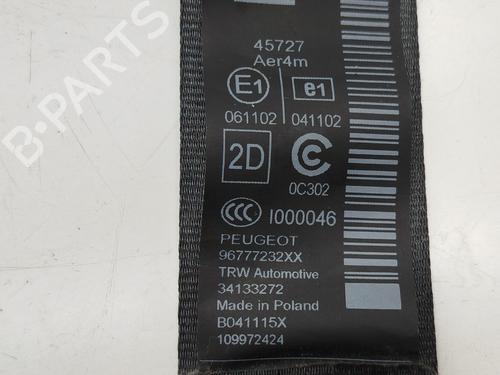 B-PARTS
45727
Aer4m
E1 e1
061102 041102
2D C
0C302
CCC I000046
PEUGEOT
96777232XX
TRW Automotive
34133272
Made in Poland
B041115X
109972424